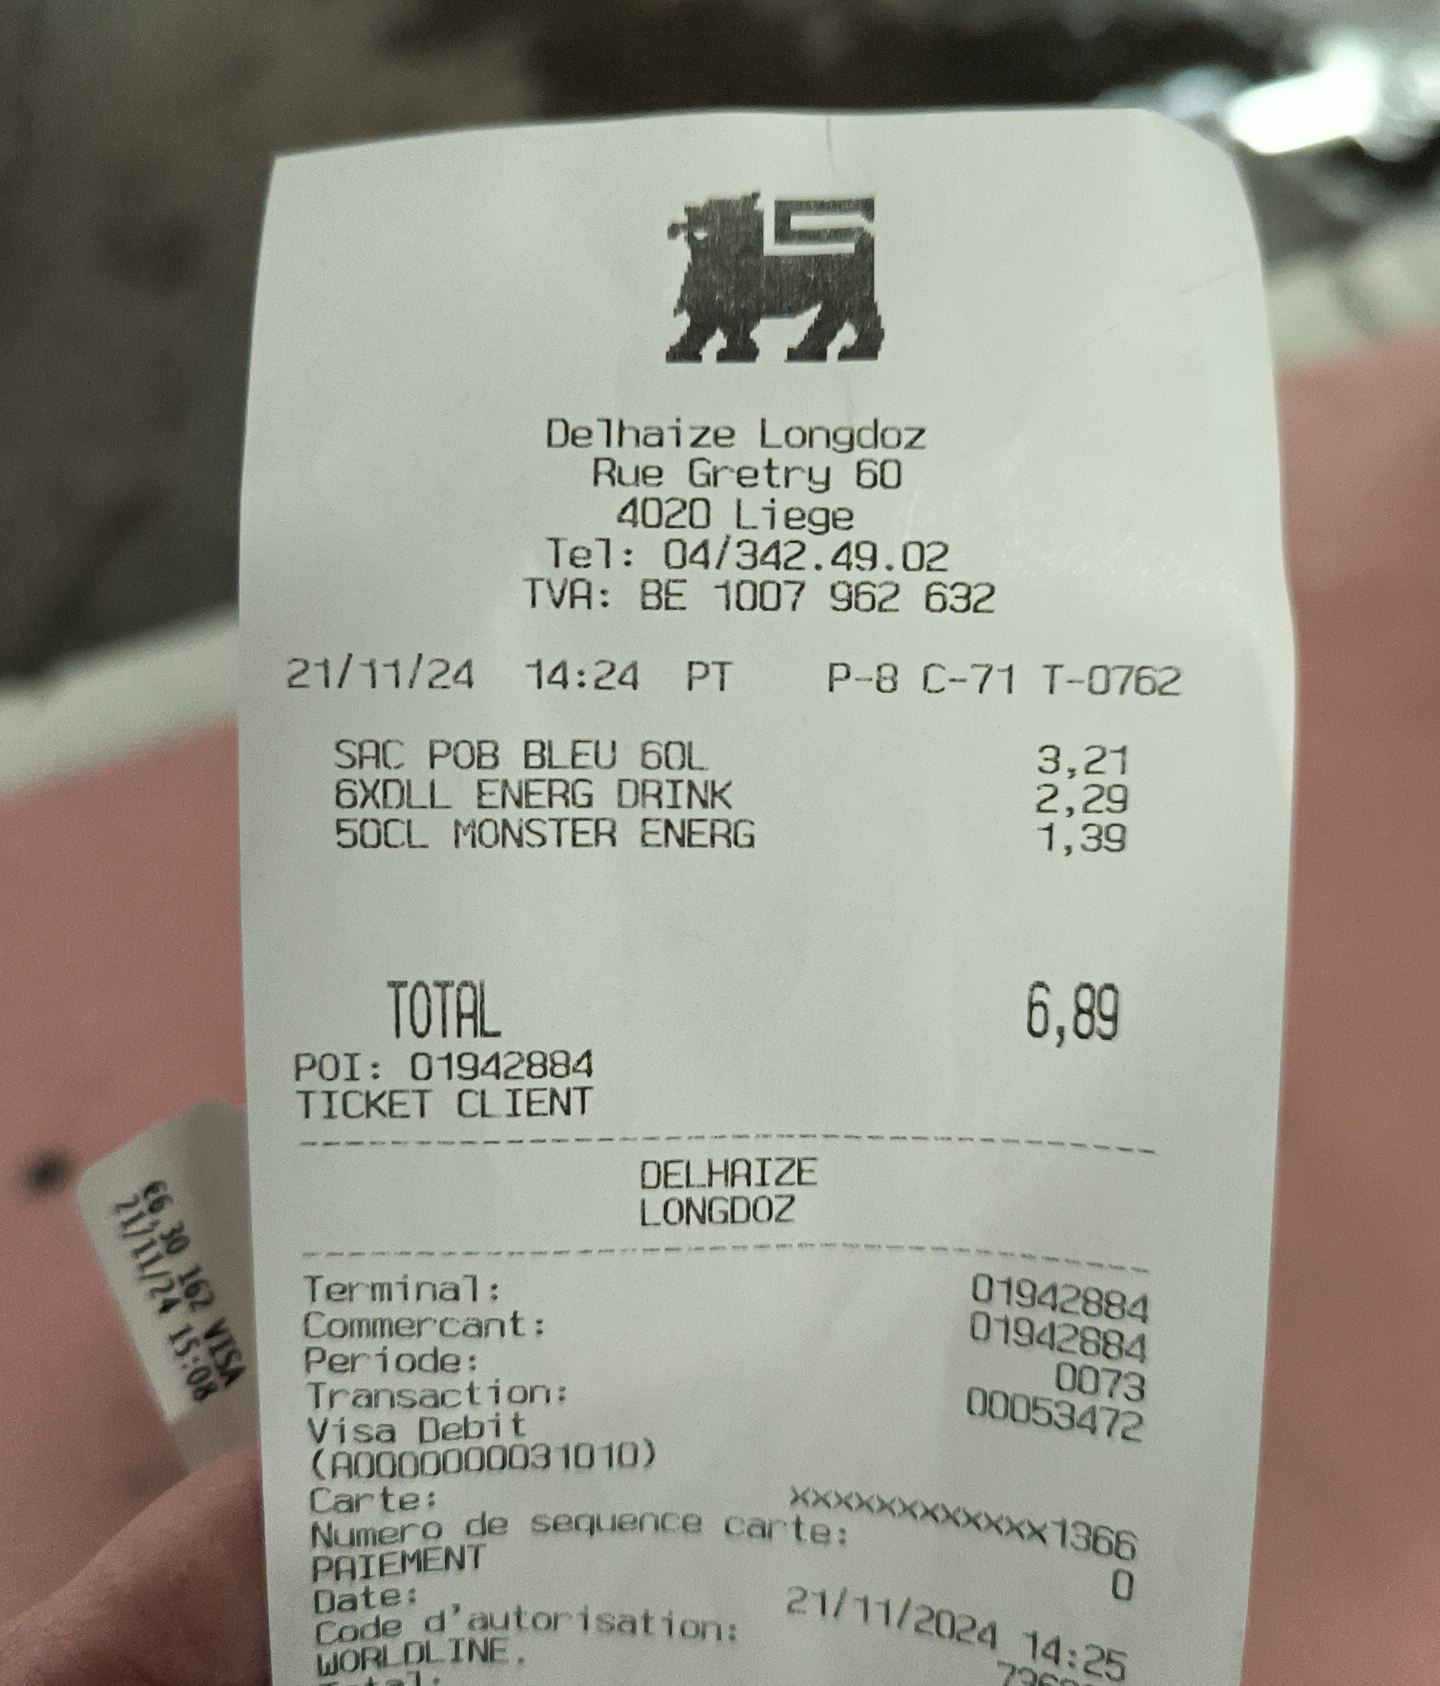 Delhaize Longdoz
Rue Gretry 60
4020 Liege
Tel: 04/342.49.02
TVA: BE 1007 962 632
21/11/24 14:24 PT P-8 C-71 T-0762
SAC POB BLEU 60L 3,21
6XDLL ENERG DRINK 2,29
50CL MONSTER ENERG 1,39
TOTAL 6,89
POI: 01942884
TICKET CLIENT
DELHAIZE
LONGDOZ
Terminal: 01942884
Commercant: 01942884
Periode: 0073
Transaction: 00053472
Visa Debit
(A0000000031010)
Carte: xxxxxxxxxxxx1366
Numero de sequence carte: 0
PAIEMENT
Date: 21/11/2024 14:25
Code d'autorisation:
WORLDLINE.
€6,30 162 VISA
21/11/24 15:08